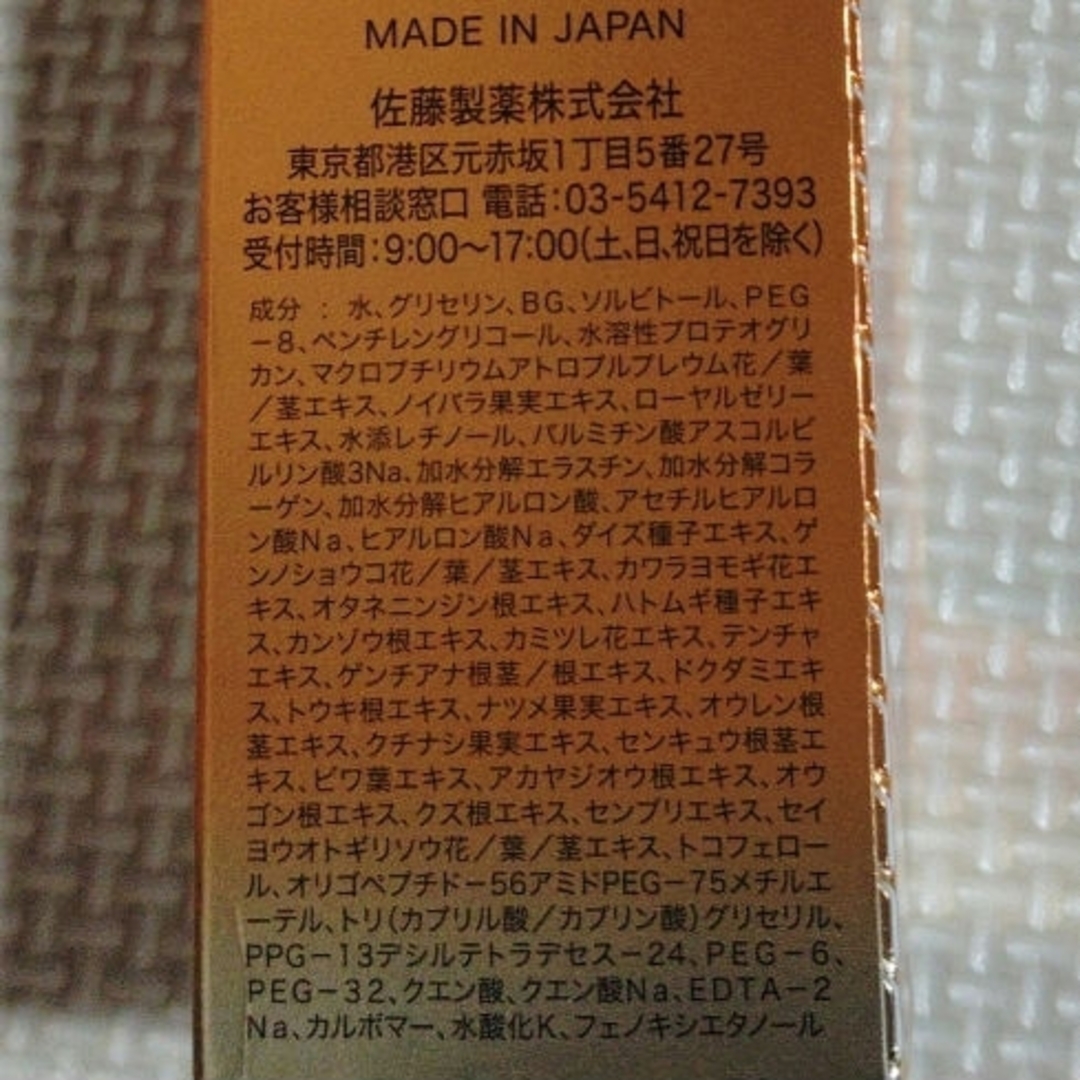 MADE IN JAPAN
佐藤製薬株式会社
東京都港区元赤坂1丁目5番27号
お客様相談窓口 電話:03-5412-7393
受付時間:9:00〜17:00(土、日、祝日を除く)
成分 : 水、グリセリン、BG、ソルビトール、PEG
-8、ペンチレングリコール、水溶性プロテオグリ
カン、マクロプチリウムアトロプルプレウム花/葉
/茎エキス、ノイバラ果実エキス、ローヤルゼリー
エキス、水添レチノール、パルミチン酸アスコルビ
ルリン酸3Na、加水分解エラスチン、加水分解コラ
ーゲン、加水分解ヒアルロン酸、アセチルヒアルロ
ン酸Na、ヒアルロン酸Na、ダイズ種子エキス、ゲ
ンノショウコ花/葉/茎エキス、カワラヨモギ花エ
キス、オタネニンジン根エキス、ハトムギ種子エキ
ス、カンゾウ根エキス、カミツレ花エキス、テンチャ
エキス、ゲンチアナ根茎/根エキス、ドクダミエキ
ス、トウキ根エキス、ナツメ果実エキス、オウレン根
茎エキス、クチナシ果実エキス、センキュウ根茎エ
キス、ビワ葉エキス、アカヤジオウ根エキス、オウ
ゴン根エキス、クズ根エキス、センブリエキス、セイ
ヨウオトギリソウ花/葉/茎エキス、トコフェロー
ル、オリゴペプチド-56アミドPEG-75メチルエ
ーテル、トリ(カプリル酸/カプリン酸)グリセリル、
PPG-13デシルテトラデセス-24、PEG-6、
PEG-32、クエン酸、クエン酸Na、EDTA-2
Na、カルボマー、水酸化K、フェノキシエタノール